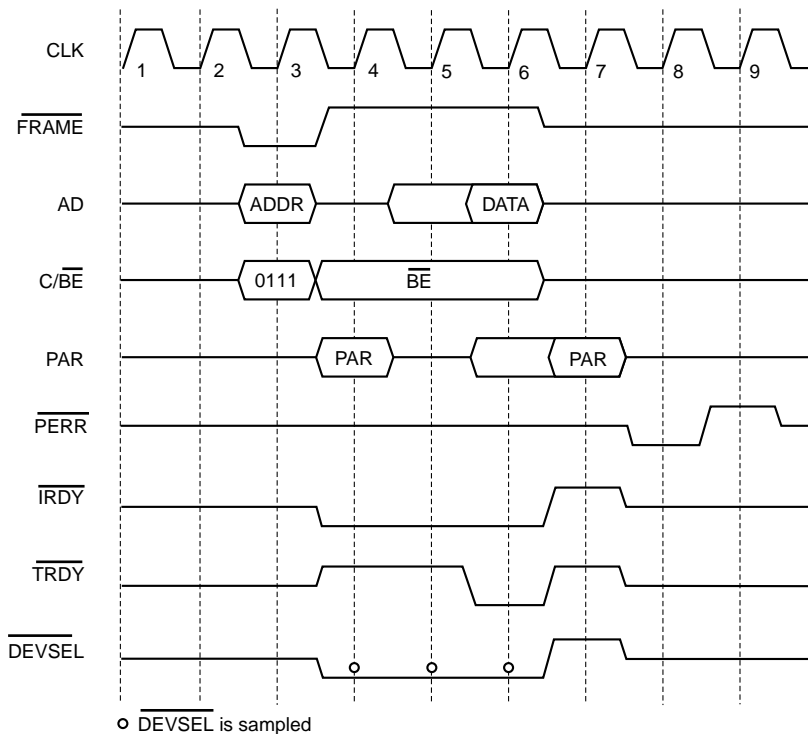 CLK
1 2 3 4 5 6 7 8 9
FRAME
AD
ADDR DATA
C/BE
0111 BE
PAR
PAR PAR
PERR
IRDY
TRDY
DEVSEL
DEVSEL is sampled